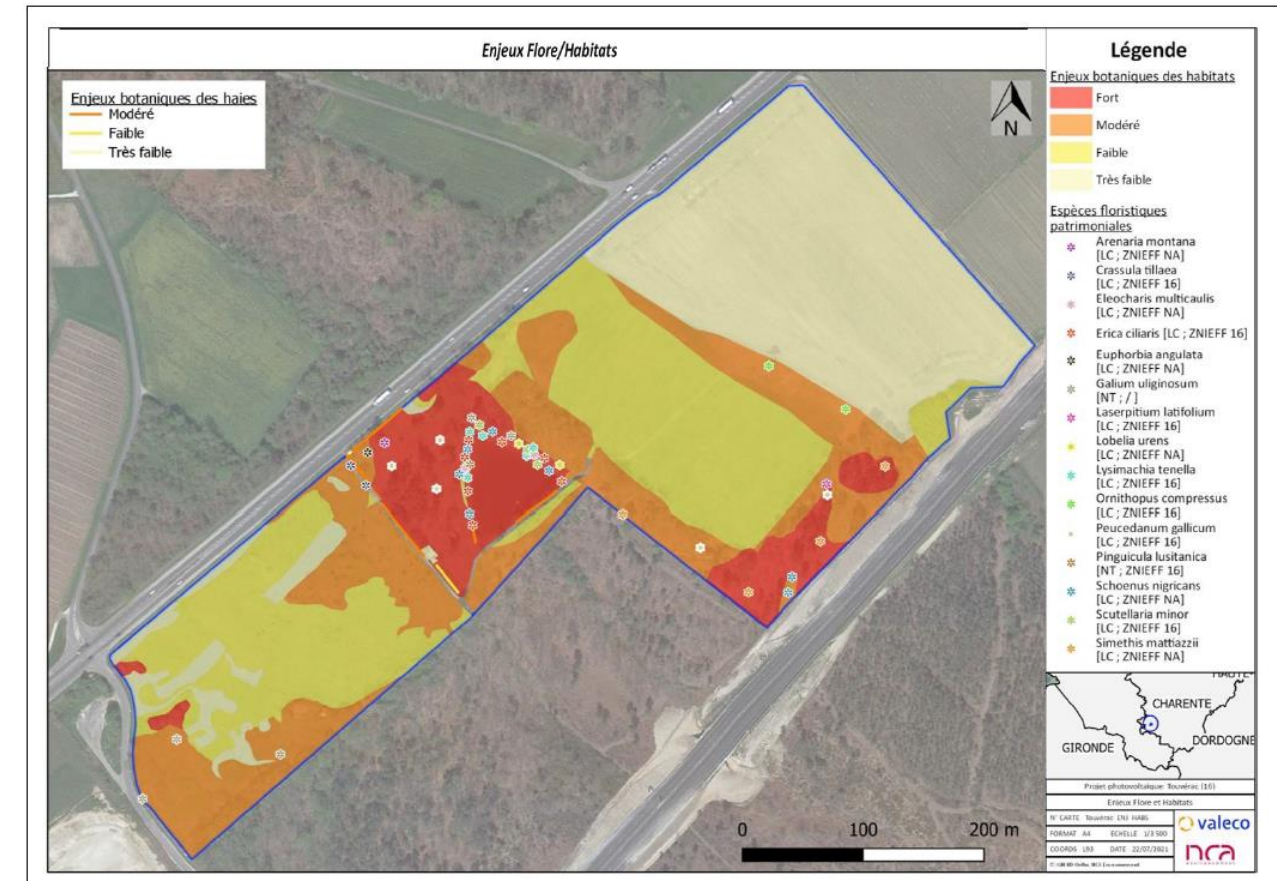 Enjeux Flore/Habitats
Enjeux botaniques des haies
Modéré
Faible
Très faible
N
0 100 200 m
Légende
Enjeux botaniques des habitats
Fort
Modéré
Faible
Très faible
Espèces floristiques
patrimoniales
Arenaria montana
[LC ; ZNIEFF NA]
Crassula tillaea
[LC ; ZNIEFF 16]
Eleocharis multicaulis
[LC ; ZNIEFF NA]
Erica ciliaris [LC ; ZNIEFF 16]
Euphorbia angulata
[LC ; ZNIEFF NA]
Galium uliginosum
[NT ; / ]
Laserpitium latifolium
[LC ; ZNIEFF 16]
Lobelia urens
[LC ; ZNIEFF NA]
Lysimachia tenella
[LC ; ZNIEFF 16]
Ornithopus compressus
[LC ; ZNIEFF 16]
Peucedanum gallicum
[LC ; ZNIEFF 16]
Pinguicula lusitanica
[NT ; ZNIEFF 16]
Schoenus nigricans
[LC ; ZNIEFF NA]
Scutellaria minor
[LC ; ZNIEFF 16]
Simethis mattiazzii
[LC ; ZNIEFF NA]
CHARENTE
GIRONDE
DORDOGNE
Projet photovoltaïque: Touvérac (16)
Enjeux Flore et Habitats
N° CARTE Touvérac
FORMAT A4 ECHELLE 1/3 500
COORDS L93 DATE 22/07/2021
valeco
nca